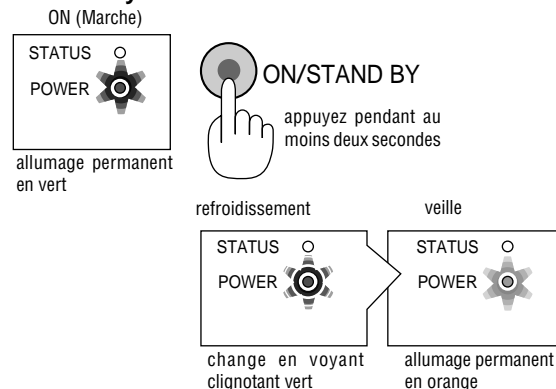 ON (Marche)
STATUS
POWER
allumage permanent
en vert
ON/STAND BY
appuyez pendant au
moins deux secondes
refroidissement
STATUS
POWER
change en voyant
clignotant vert
veille
STATUS
POWER
allumage permanent
en orange